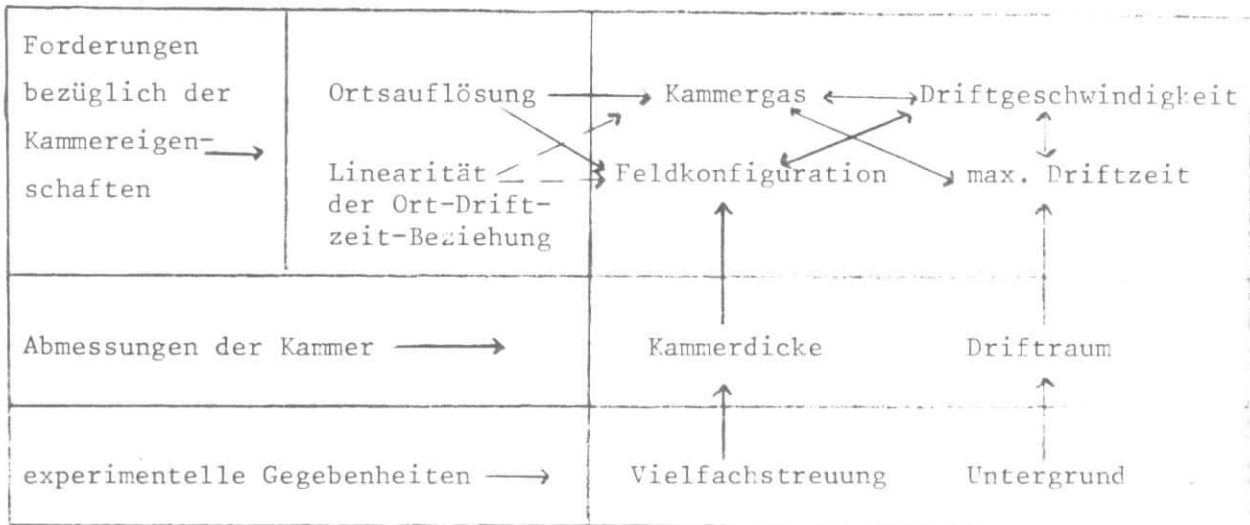 Forderungen
bezüglich der
Kammereigen-
schaften
Ortsauflösung
Linearität
der Ort-Drift-
zeit-Beziehung
Kammergas
Driftgeschwindigkeit
Feldkonfiguration
max. Driftzeit
Abmessungen der Kammer
Kammerdicke
Driftraum
experimentelle Gegebenheiten
Vielfachstreuung
Untergrund